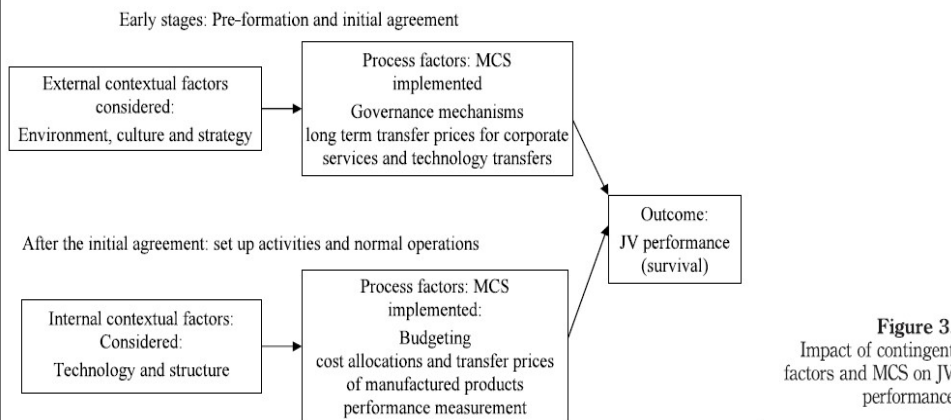 Early stages: Pre-formation and initial agreement
External contextual factors
considered:
Environment, culture and strategy
Process factors: MCS
implemented
Governance mechanisms
long term transfer prices for corporate
services and technology transfers
Outcome:
JV performance
(survival)
After the initial agreement: set up activities and normal operations
Internal contextual factors:
Considered:
Technology and structure
Process factors: MCS
implemented:
Budgeting
cost allocations and transfer prices
of manufactured products
performance measurement
Figure 3
Impact of contingent
factors and MCS on JV
performance